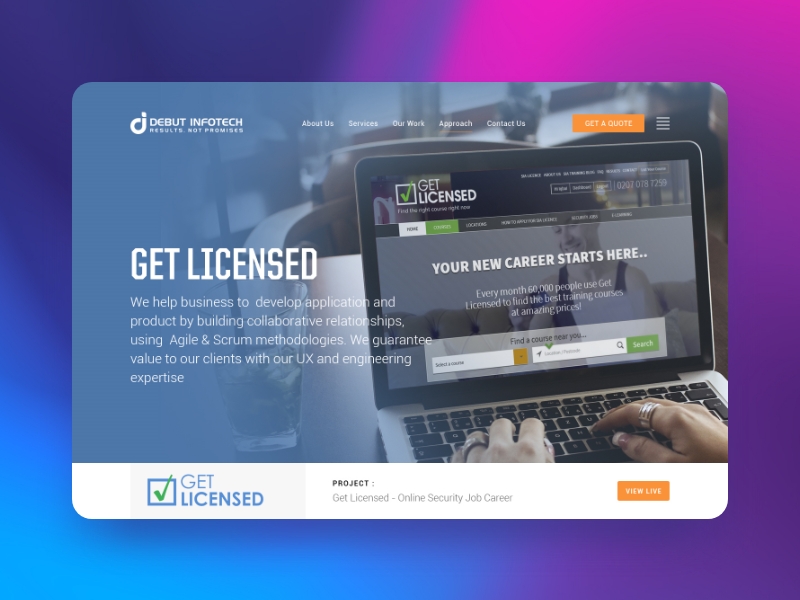 DEBUT INFOTECH
RESULTS. NOT PROMISES
About Us Services Our Work Approach Contact Us
GET A QUOTE
GET
LICENSED
Find the right course right now
0207 078 7259
HOME COURSES LOCATIONS HOW TO APPLY FOR SIA LICENCE SECURITY JOBS E-LEARNING
YOUR NEW CAREER STARTS HERE..
Every month 60,000 people use Get
Licensed to find the best training courses
at amazing prices!
Find a course near you...
Select a course
Location / Postcode
Search
GET LICENSED
We help business to develop application and
product by building collaborative relationships,
using Agile & Scrum methodologies. We guarantee
value to our clients with our UX and engineering
expertise
GET
LICENSED
PROJECT :
Get Licensed - Online Security Job Career
VIEW LIVE